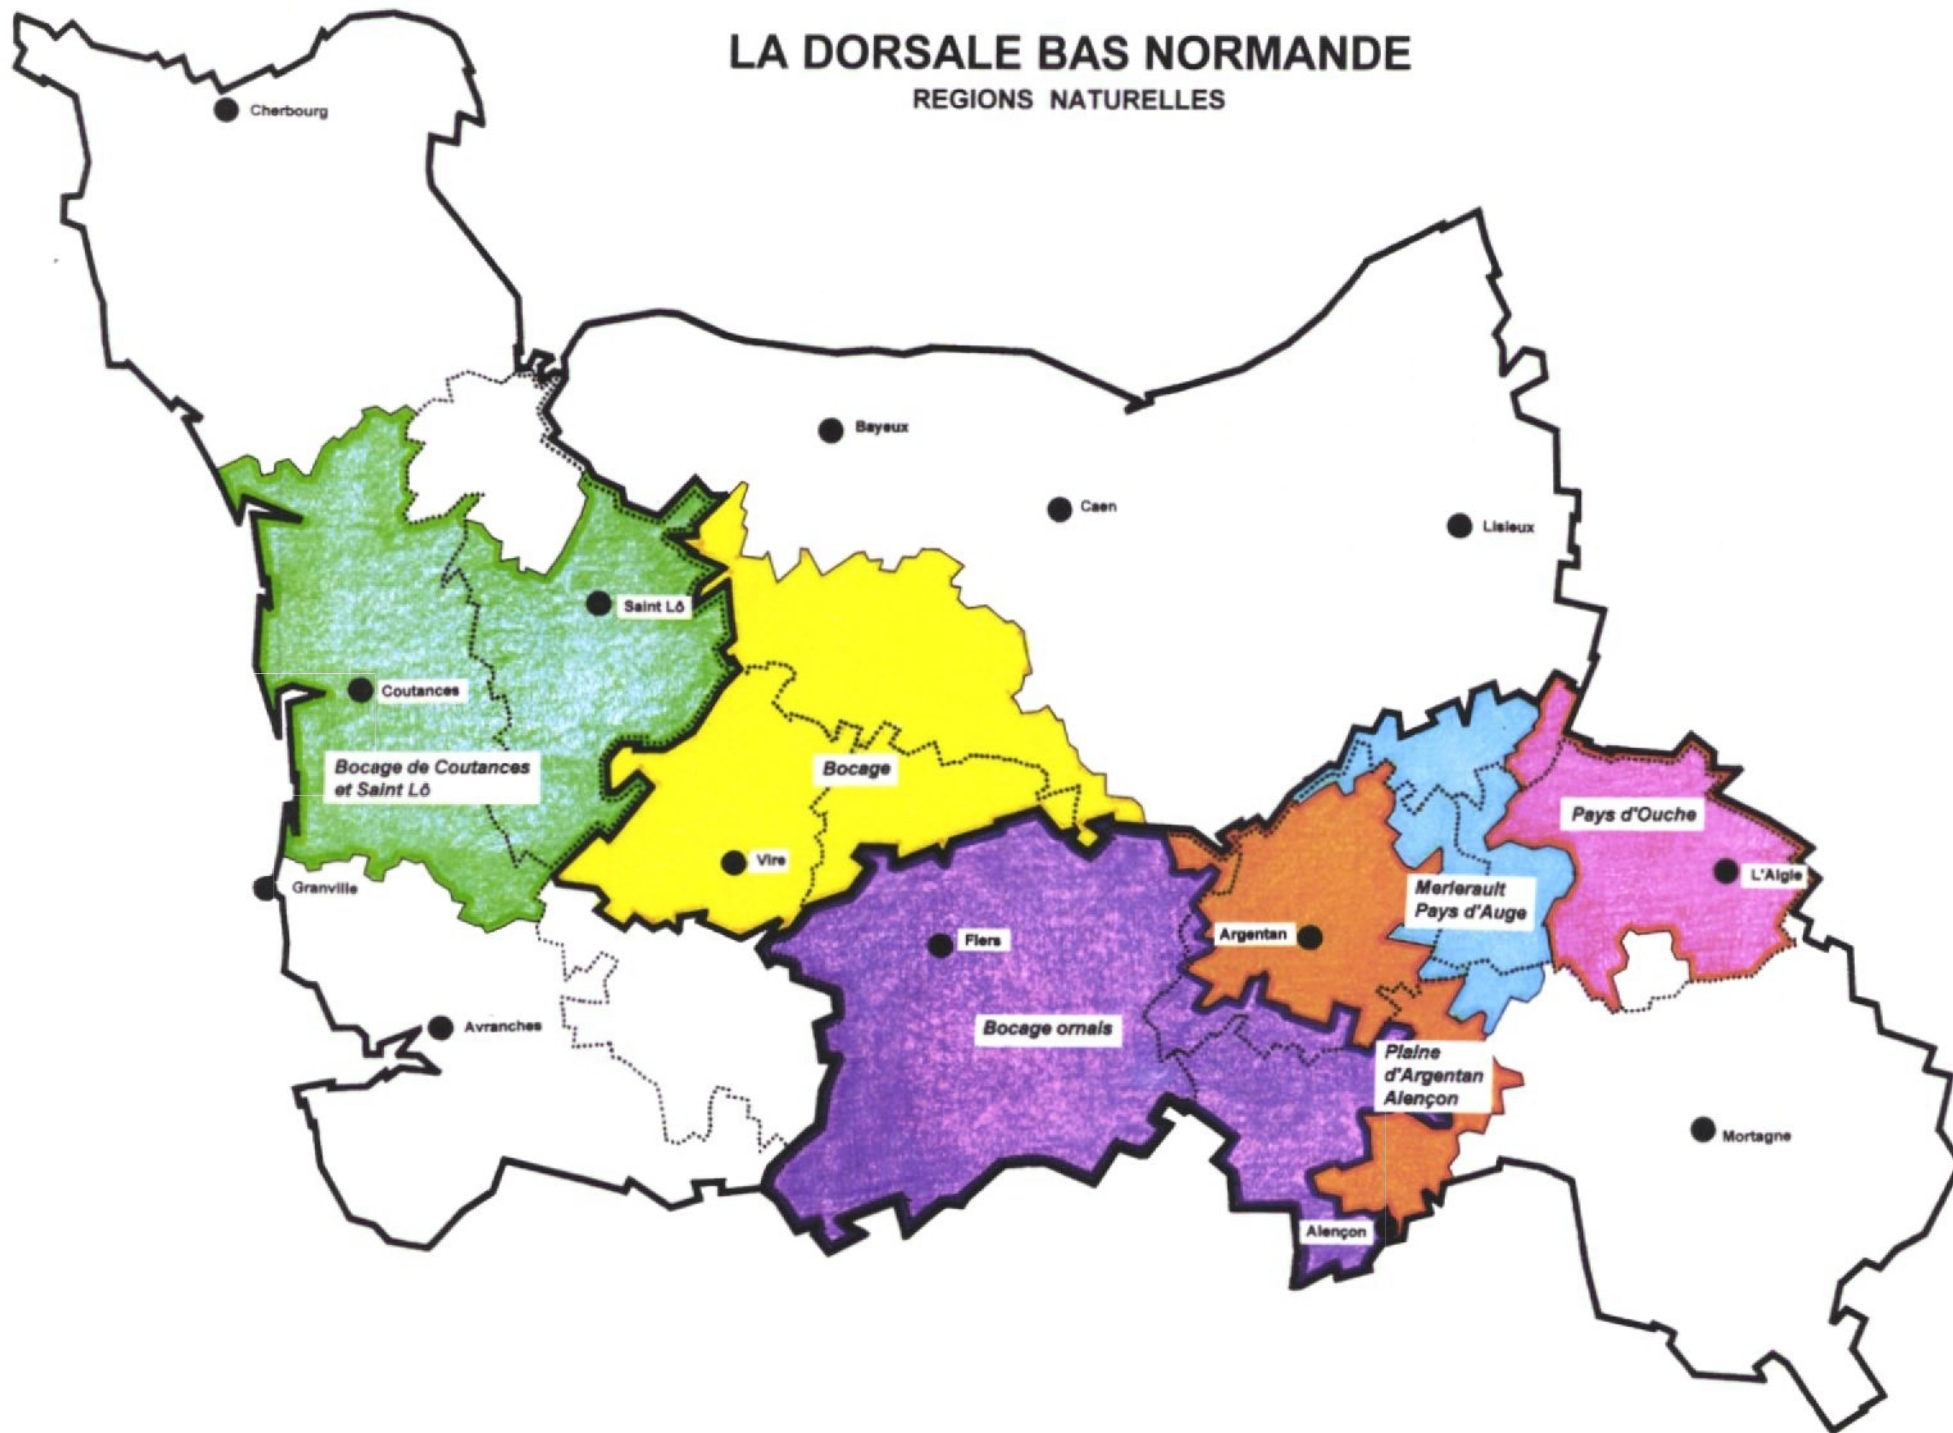 LA DORSALE BAS NORMANDE
REGIONS NATURELLES
Cherbourg
Bayeux
Caen
Lisieux
Saint Lô
Coutances
Bocage de Coutances
et Saint Lô
Bocage
Pays d'Ouche
Vire
L'Aigle
Granville
Merlerault
Pays d'Auge
Argentan
Flers
Avranches
Bocage ornais
Plaine
d'Argentan
Alençon
Mortagne
Alençon